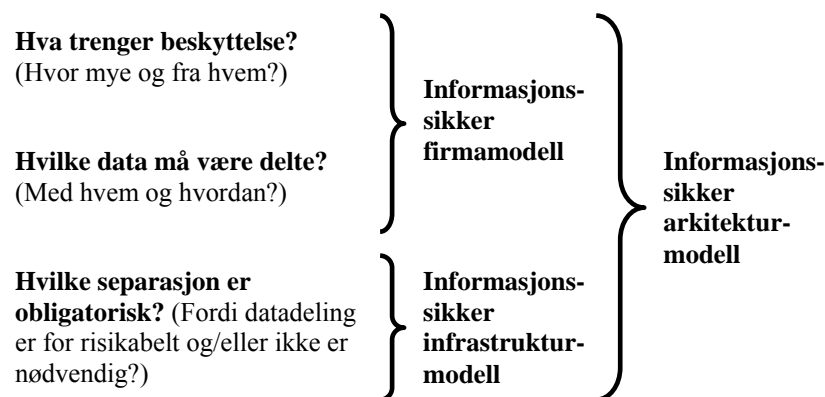 Hva trenger beskyttelse?
(Hvor mye og fra hvem?)
Hvilke data må være delte?
(Med hvem og hvordan?)
Hvilke separasjon er
obligatorisk? (Fordi datadeling
er for risikabelt og/eller ikke er
nødvendig?)
Informasjons-
sikker
firmamodell
Informasjons-
sikker
infrastruktur-
modell
Informasjons-
sikker
arkitektur-
modell